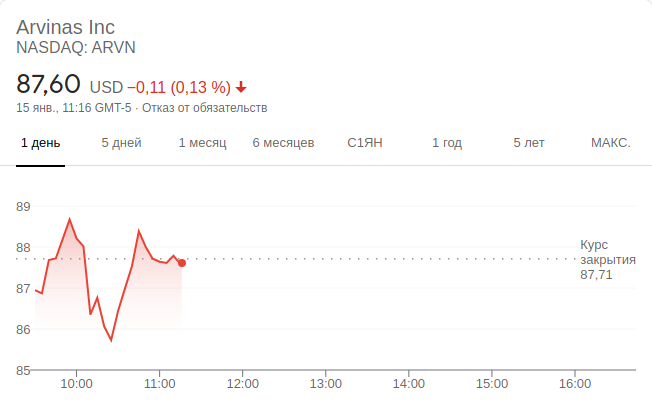 Arvinas Inc
NASDAQ: ARVN
87,60 USD −0,11 (0,13 %)
15 янв., 11:16 GMT-5 · Отказ от обязательств
1 день 5 дней 1 месяц 6 месяцев С1ЯН 1 год 5 лет МАКС.
89
88
87
86
85
Курс
закрытия
87,71
10:00 11:00 12:00 13:00 14:00 15:00 16:00